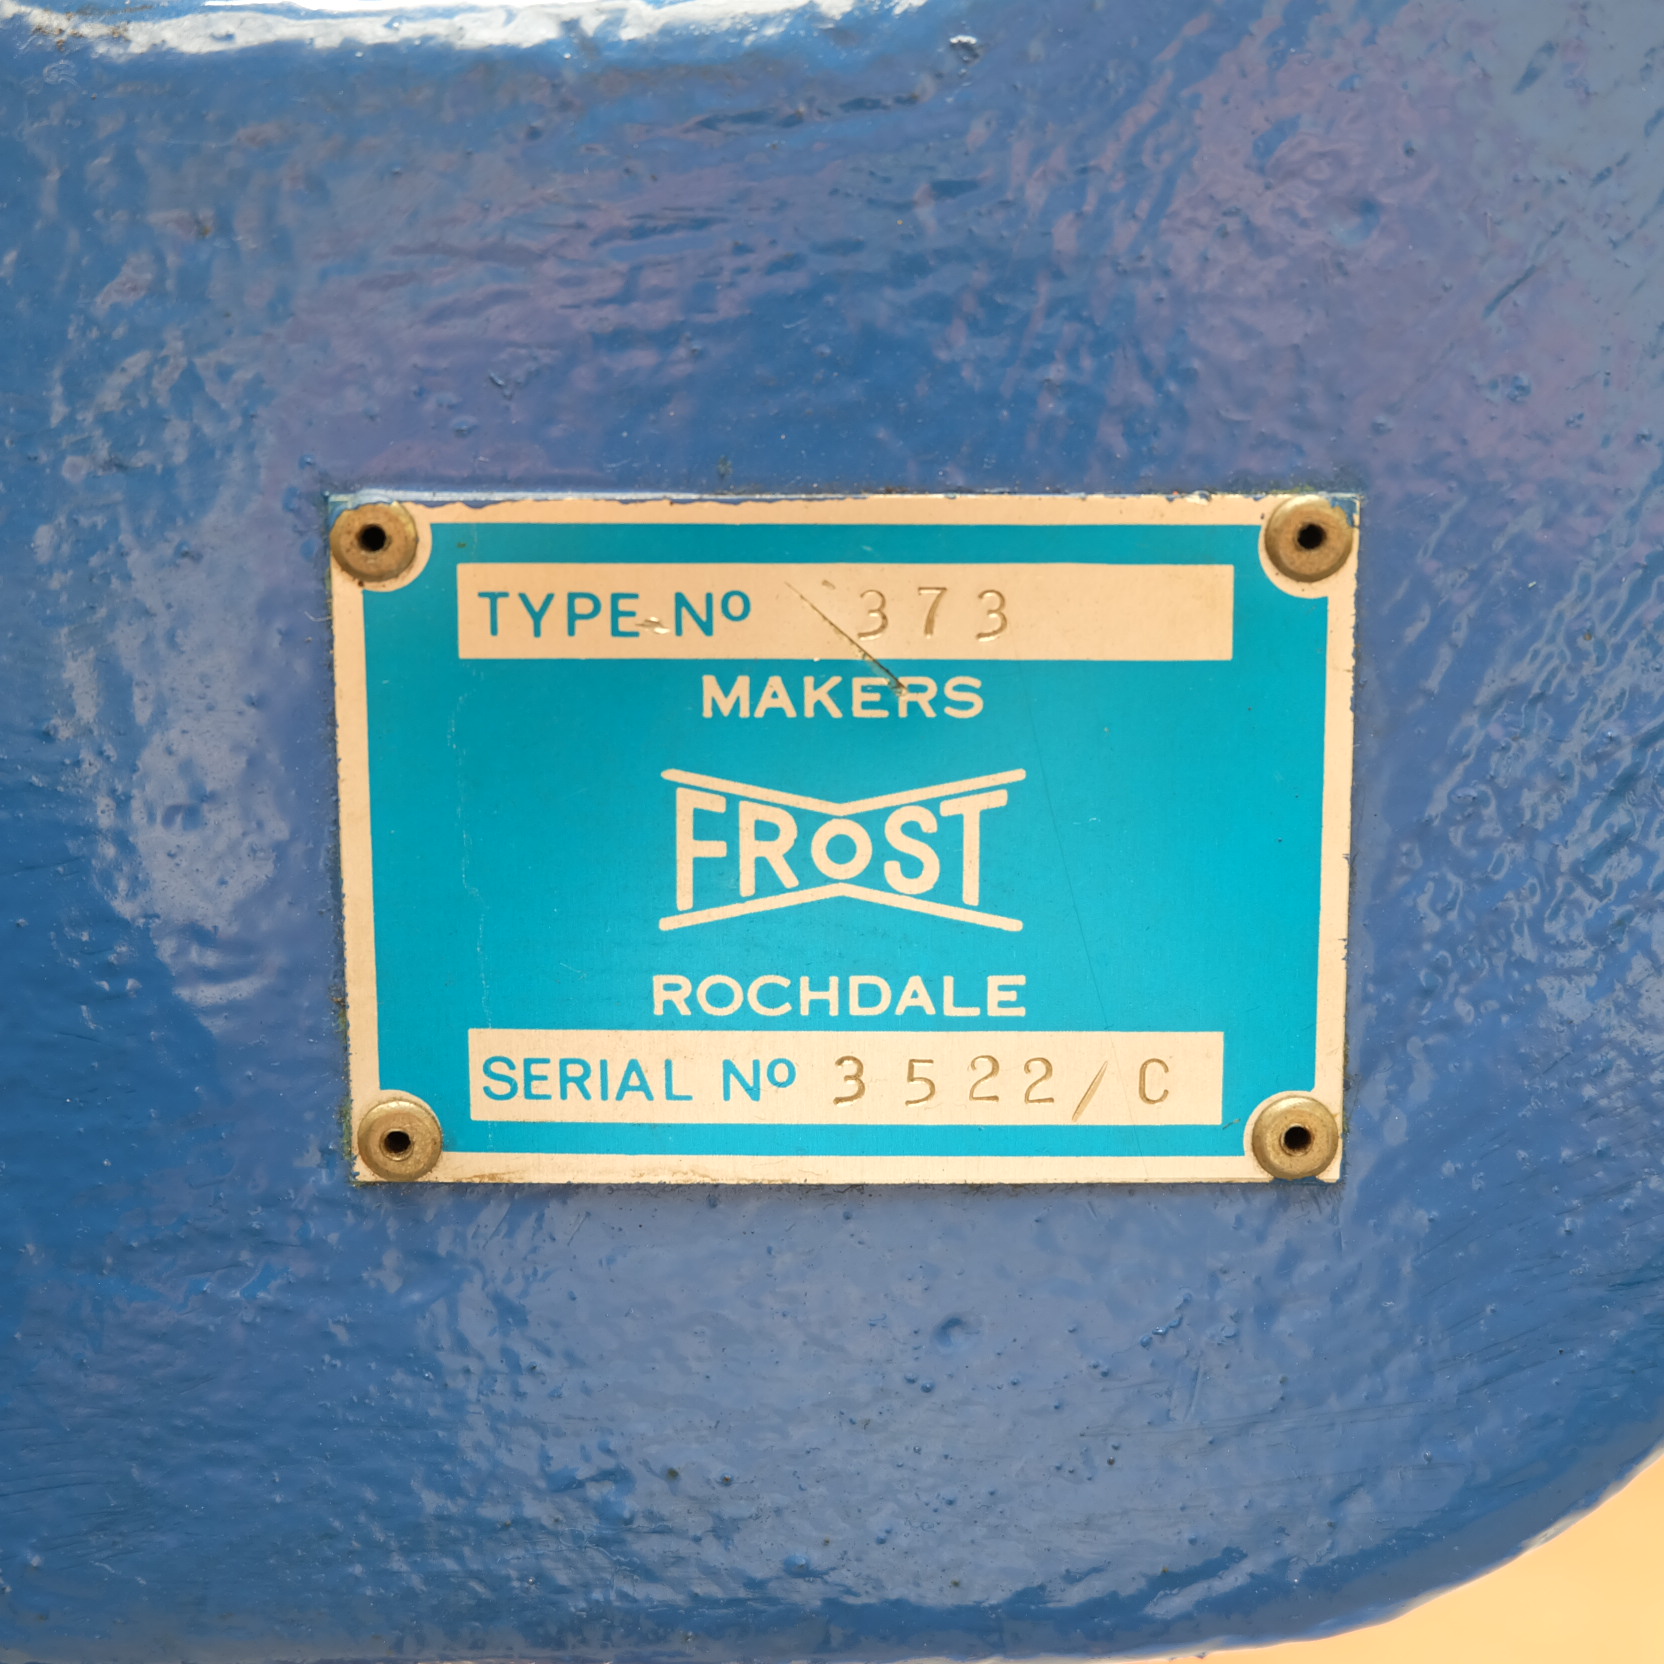 TYPE Nº 373
MAKERS
FROST
ROCHDALE
SERIAL Nº 3522/C